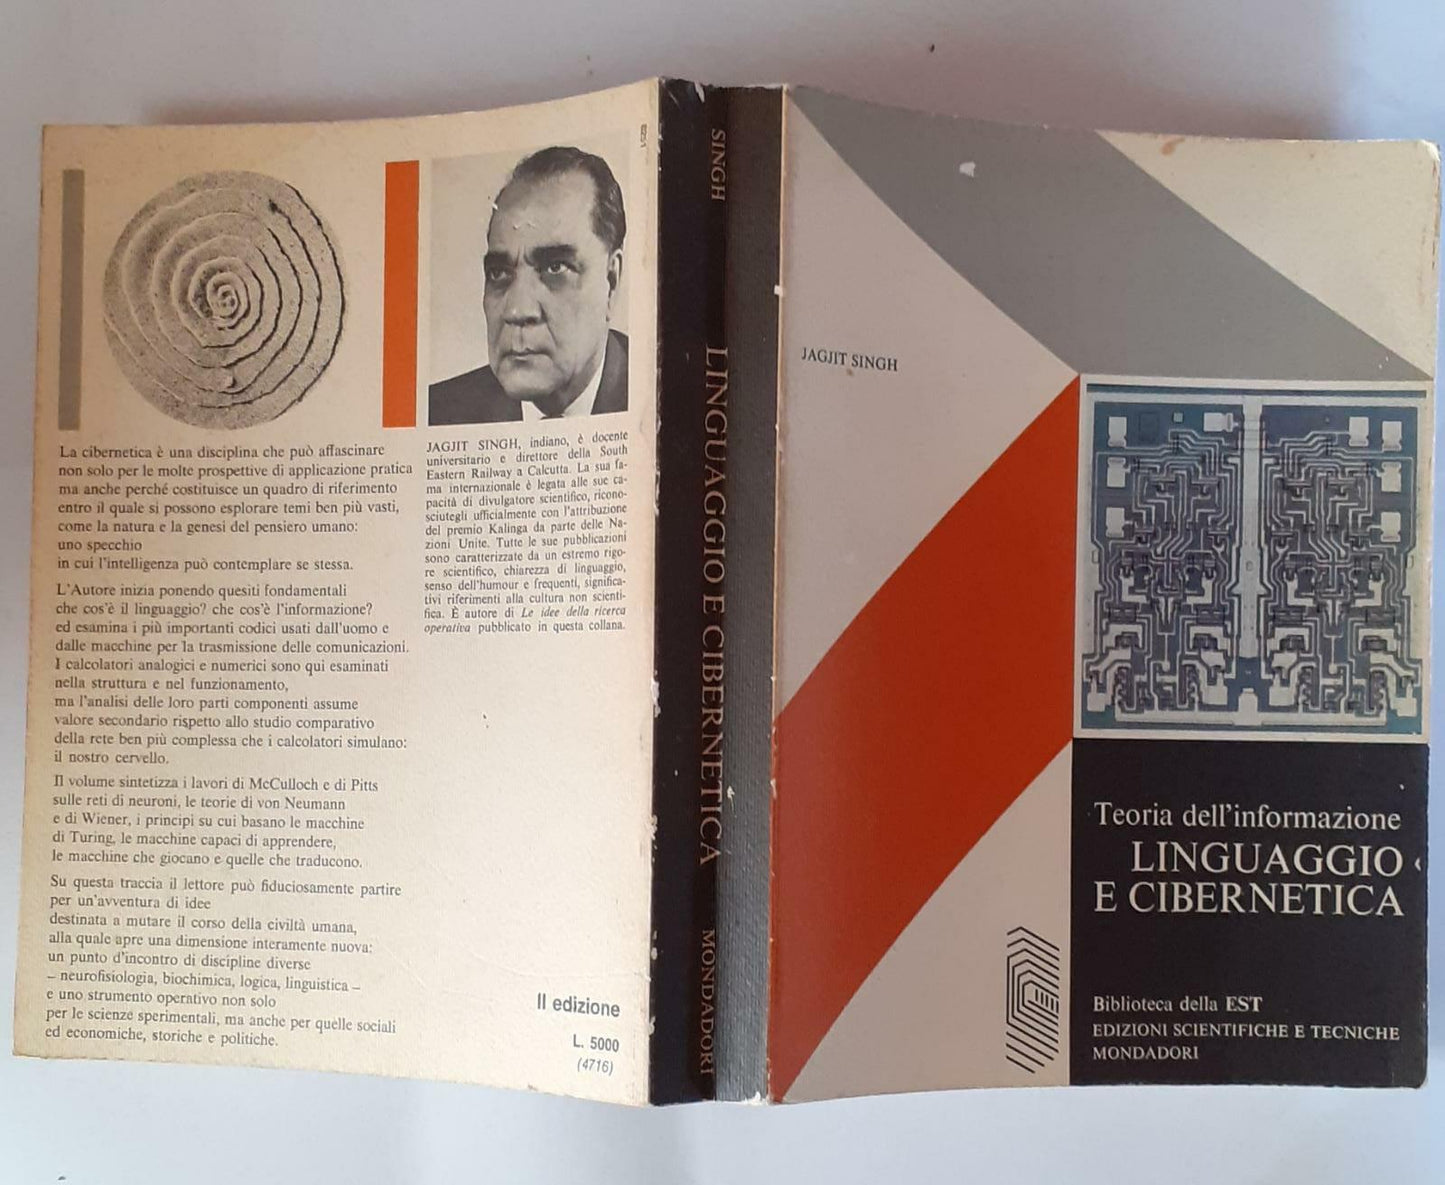 La cibernetica è una disciplina che può affascinare
non solo per le molte prospettive di applicazione pratica
ma anche perché costituisce un quadro di riferimento
entro il quale si possono esplorare temi ben più vasti,
come la natura e la genesi del pensiero umano:
uno specchio
in cui l'intelligenza può contemplare se stessa.
L'Autore inizia ponendo quesiti fondamentali
che cos'è il linguaggio? che cos'è l'informazione?
ed esamina i più importanti codici usati dall'uomo e
dalle macchine per la trasmissione delle comunicazioni.
I calcolatori analogici e numerici sono qui esaminati
nella struttura e nel funzionamento,
ma l'analisi delle loro parti componenti assume
valore secondario rispetto allo studio comparativo
della rete ben più complessa che i calcolatori simulano:
il nostro cervello.
Il volume sintetizza i lavori di McCulloch e di Pitts
sulle reti di neuroni, le teorie di von Neumann
e di Wiener, i principi su cui basano le macchine
di Turing, le macchine capaci di apprendere,
le macchine che giocano e quelle che traducono.
Su questa traccia il lettore può fiduciosamente partire
per un'avventura di idee
destinata a mutare il corso della civiltà umana,
alla quale apre una dimensione interamente nuova:
un punto d'incontro di discipline diverse
– neurofisiologia, biochimica, logica, linguistica –
e uno strumento operativo non solo
per le scienze sperimentali, ma anche per quelle sociali
ed economiche, storiche e politiche.
JAGJIT SINGH, indiano, è docente
universitario e direttore della South
Eastern Railway a Calcutta. La sua fa-
ma internazionale è legata alle sue ca-
pacità di divulgatore scientifico, ricono-
sciutegli ufficialmente con l'attribuzione
del premio Kalinga da parte delle Na-
zioni Unite. Tutte le sue pubblicazioni
sono caratterizzate da un estremo rigo-
re scientifico, chiarezza di linguaggio,
senso dell'humour e frequenti, significa-
tivi riferimenti alla cultura non scienti-
fica. È autore di Le idee della ricerca
operativa pubblicato in questa collana.
II edizione
L. 5000
(4716)
SINGH
LINGUAGGIO E CIBERNETICA
MONDADORI
JAGJIT SINGH
Teoria dell'informazione
LINGUAGGIO
E CIBERNETICA
Biblioteca della EST
EDIZIONI SCIENTIFICHE E TECNICHE
MONDADORI